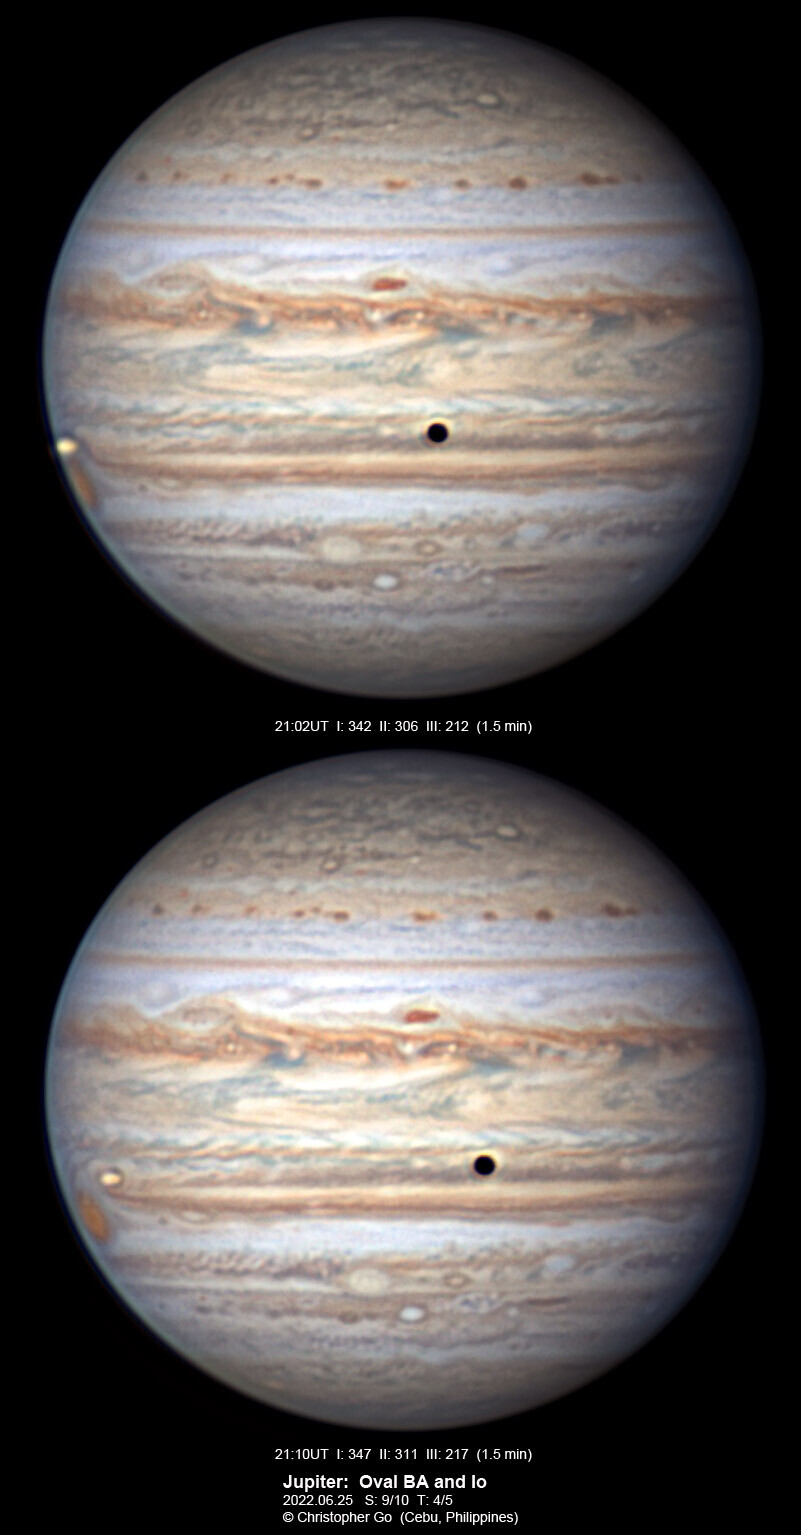 21:02UT I: 342 II: 306 III: 212 (1.5 min)
21:10UT I: 347 II: 311 III: 217 (1.5 min)
Jupiter: Oval BA and Io
2022.06.25 S: 9/10 T: 4/5
© Christopher Go (Cebu, Philippines)